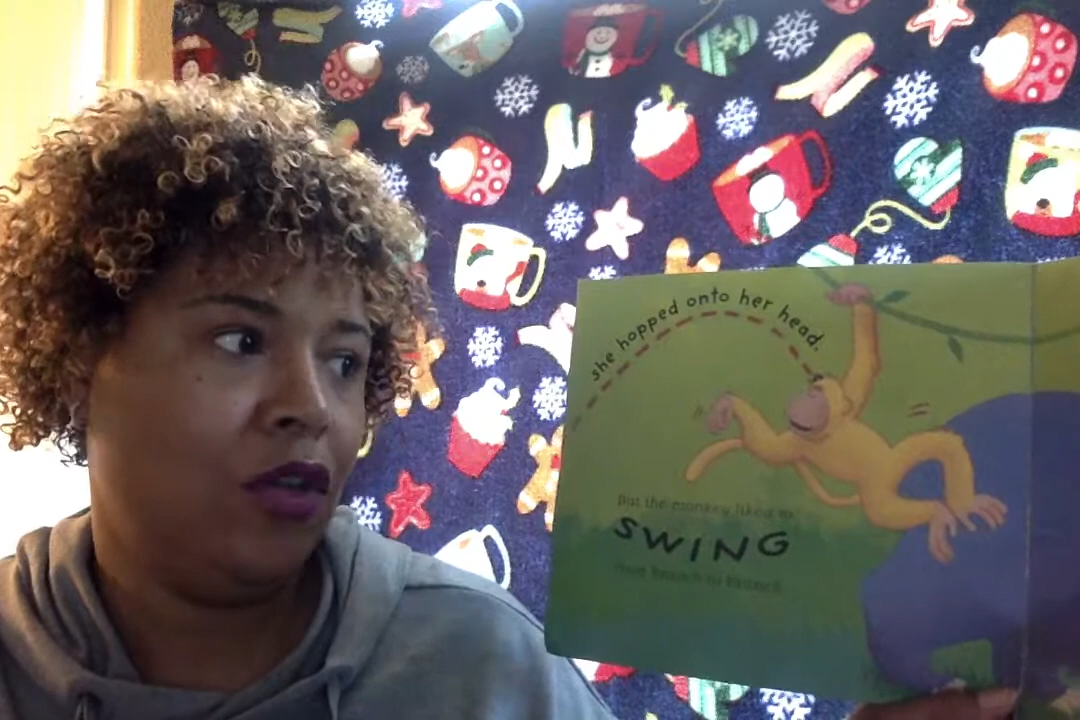 she hopped onto her head.
But the monkey liked to
SWING
from branch to branch